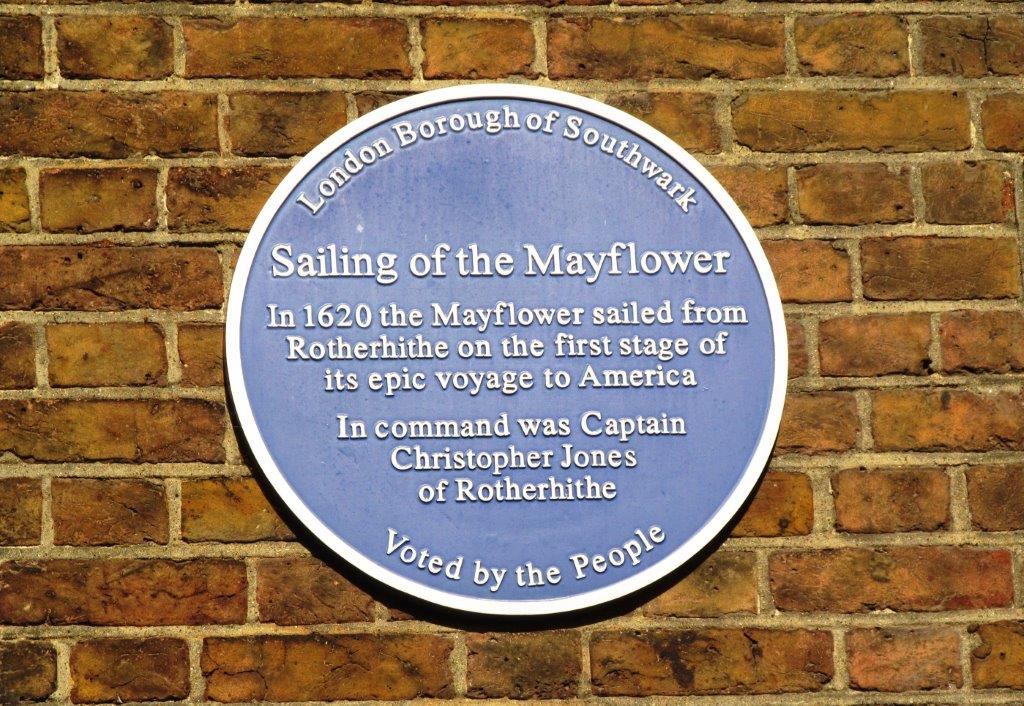 London Borough of Southwark
Sailing of the Mayflower
In 1620 the Mayflower sailed from
Rotherhithe on the first stage of
its epic voyage to America
In command was Captain
Christopher Jones
of Rotherhithe
Voted by the People